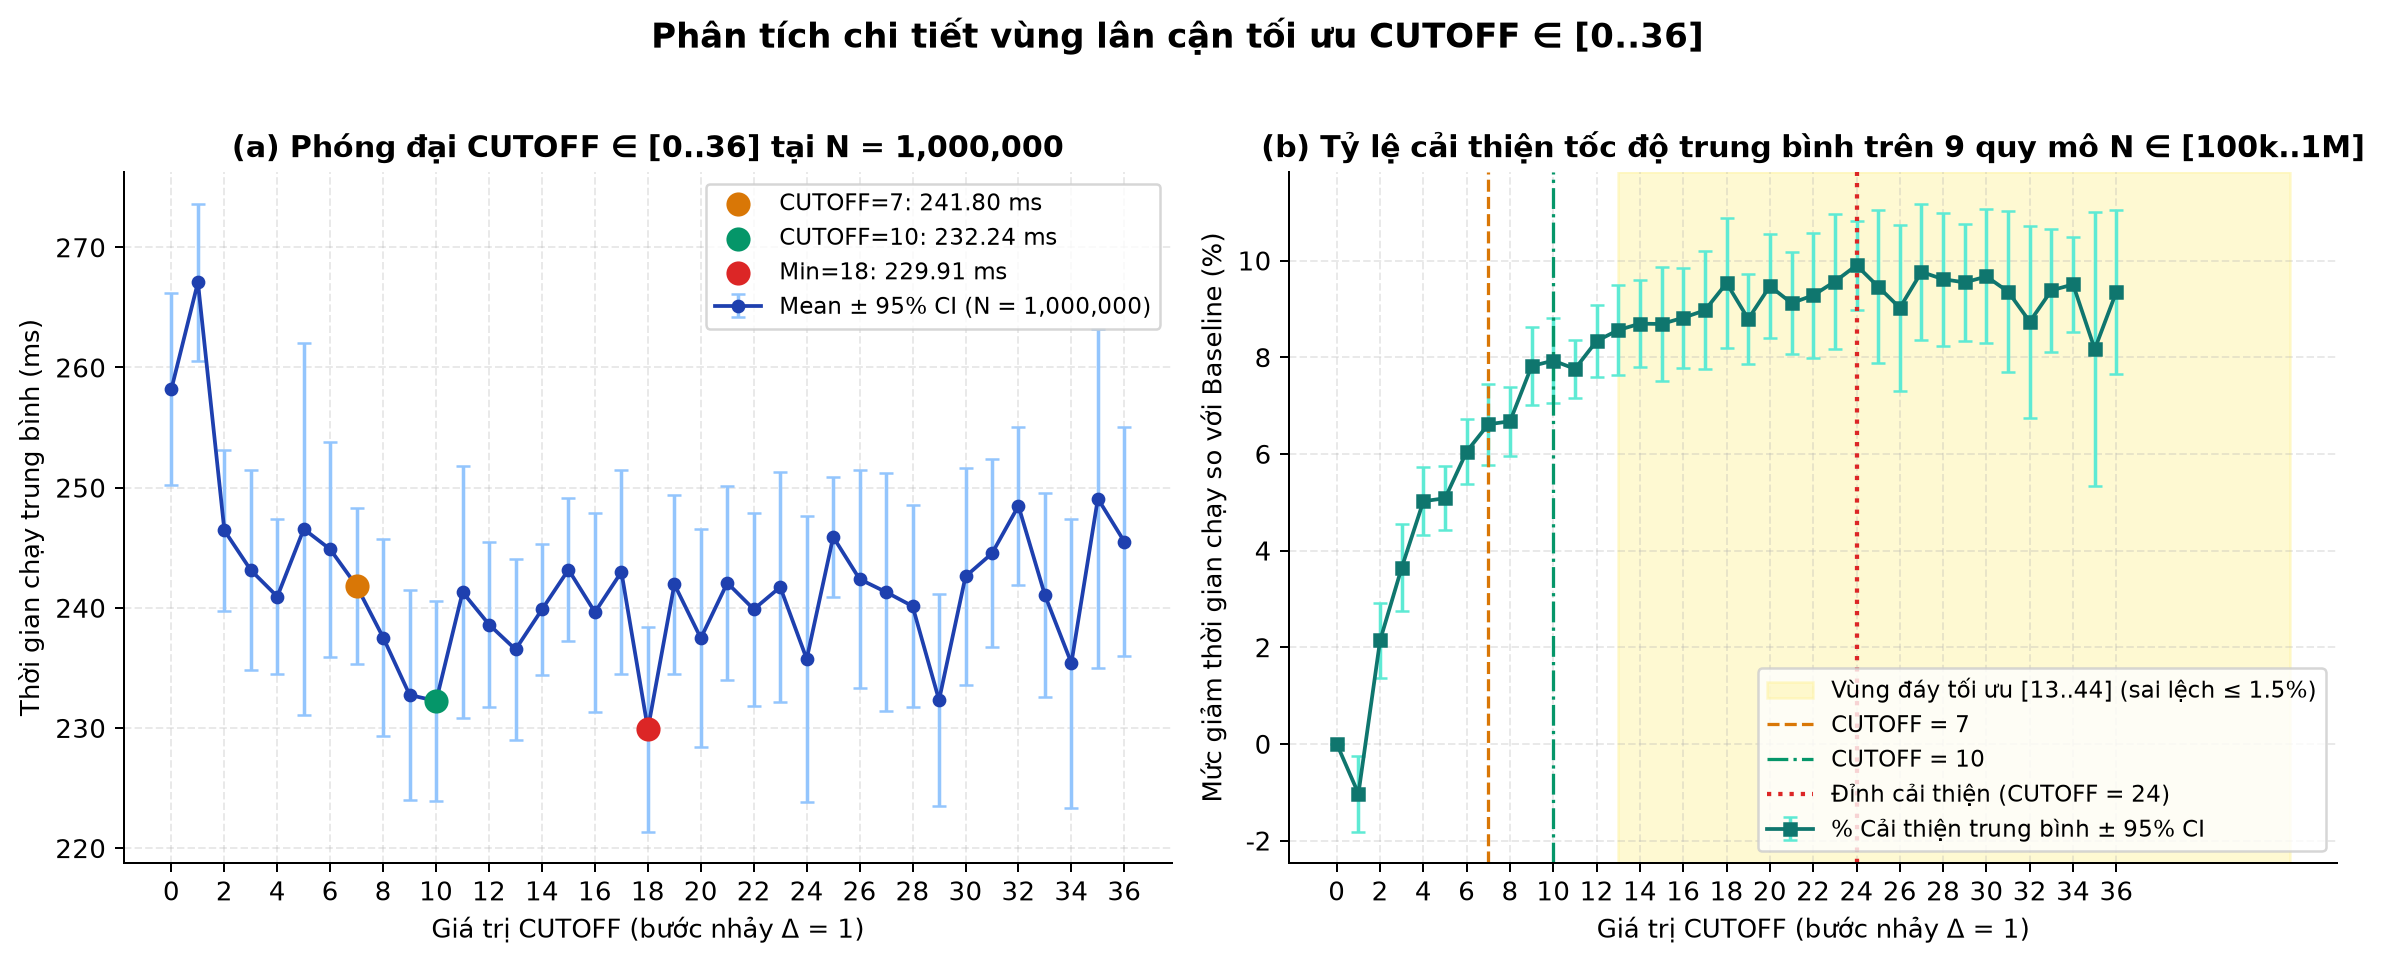 Phân tích chi tiết vùng lân cận tối ưu CUTOFF ∈ [0..36]
(a) Phóng đại CUTOFF ∈ [0..36] tại N = 1,000,000
CUTOFF=7: 241.80 ms
CUTOFF=10: 232.24 ms
Min=18: 229.91 ms
Mean ± 95% CI (N = 1,000,000)
Thời gian chạy trung bình (ms)
270
260
250
240
230
220
0 2 4 6 8 10 12 14 16 18 20 22 24 26 28 30 32 34 36
Giá trị CUTOFF (bước nhảy Δ = 1)
(b) Tỷ lệ cải thiện tốc độ trung bình trên 9 quy mô N ∈ [100k..1M]
Mức giảm thời gian chạy so với Baseline (%)
10
8
6
4
2
0
-2
Vùng đáy tối ưu [13..44] (sai lệch ≤ 1.5%)
CUTOFF = 7
CUTOFF = 10
Đỉnh cải thiện (CUTOFF = 24)
% Cải thiện trung bình ± 95% CI
0 2 4 6 8 10 12 14 16 18 20 22 24 26 28 30 32 34 36
Giá trị CUTOFF (bước nhảy Δ = 1)